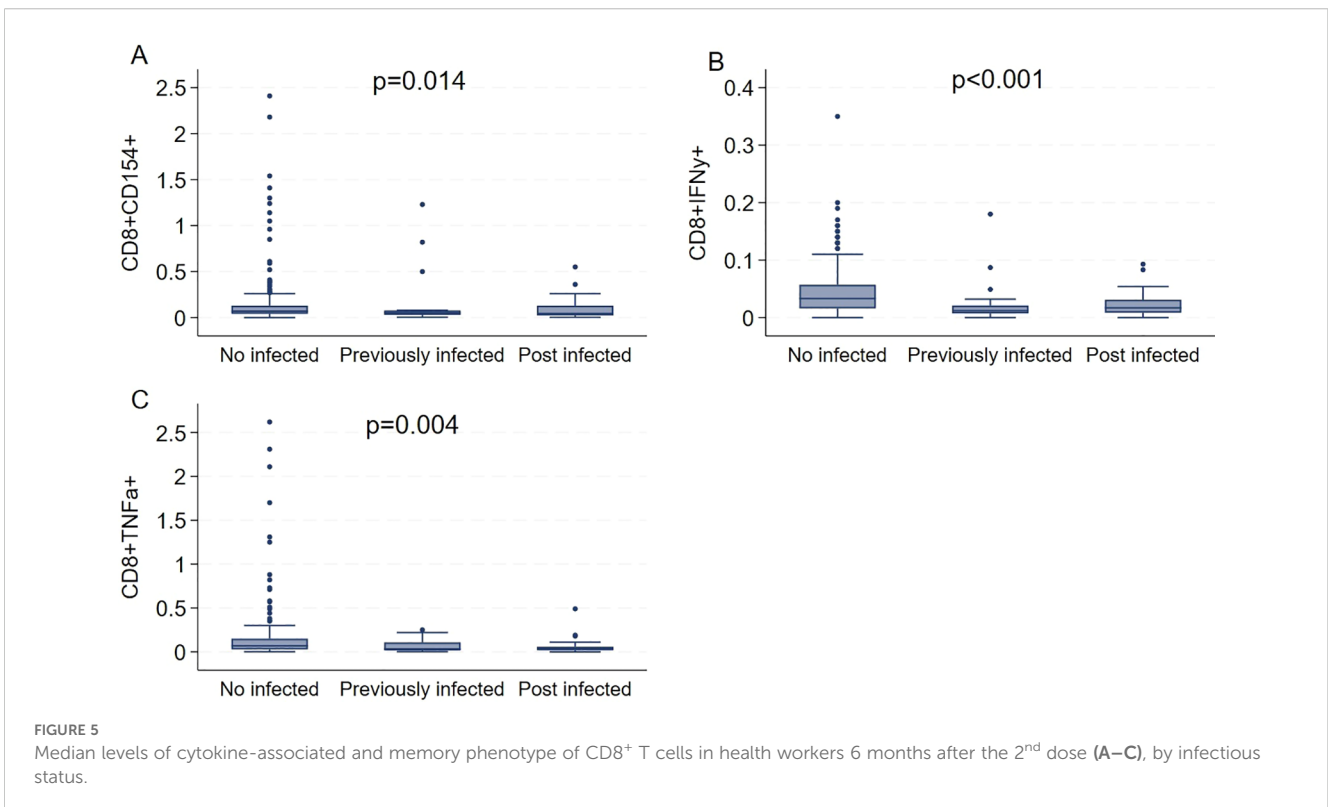 A
p=0.014
CD8+CD154+
2.5
2
1.5
1
0.5
0
No infected Previously infected Post infected
B
p<0.001
CD8+IFNy+
0.4
0.3
0.2
0.1
0
No infected Previously infected Post infected
C
p=0.004
CD8+TNFa+
2.5
2
1.5
1
0.5
0
No infected Previously infected Post infected
FIGURE 5
Median levels of cytokine-associated and memory phenotype of CD8⁺ T cells in health workers 6 months after the 2ⁿᵈ dose (A–C), by infectious
status.